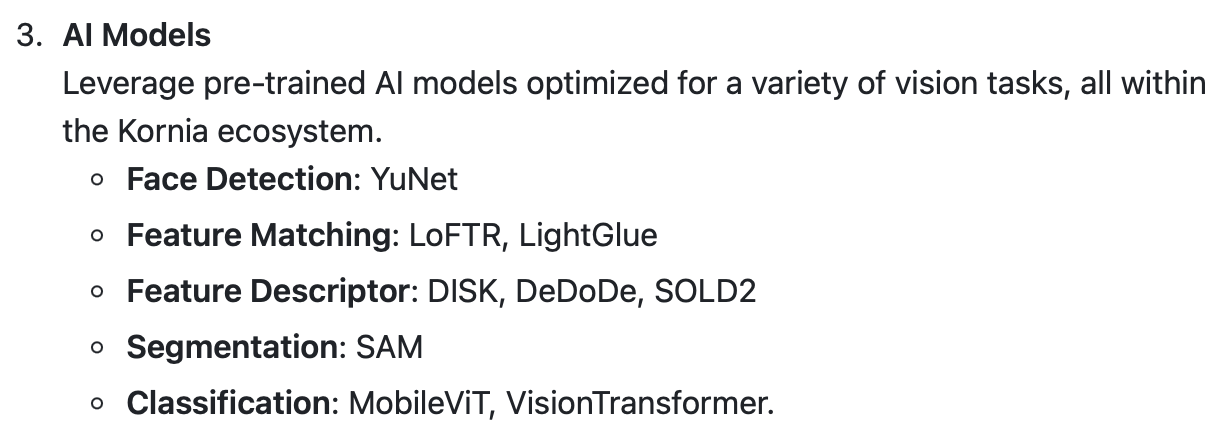 3. AI Models
Leverage pre-trained AI models optimized for a variety of vision tasks, all within
the Kornia ecosystem.
◦ Face Detection: YuNet
◦ Feature Matching: LoFTR, LightGlue
◦ Feature Descriptor: DISK, DeDoDe, SOLD2
◦ Segmentation: SAM
◦ Classification: MobileViT, VisionTransformer.